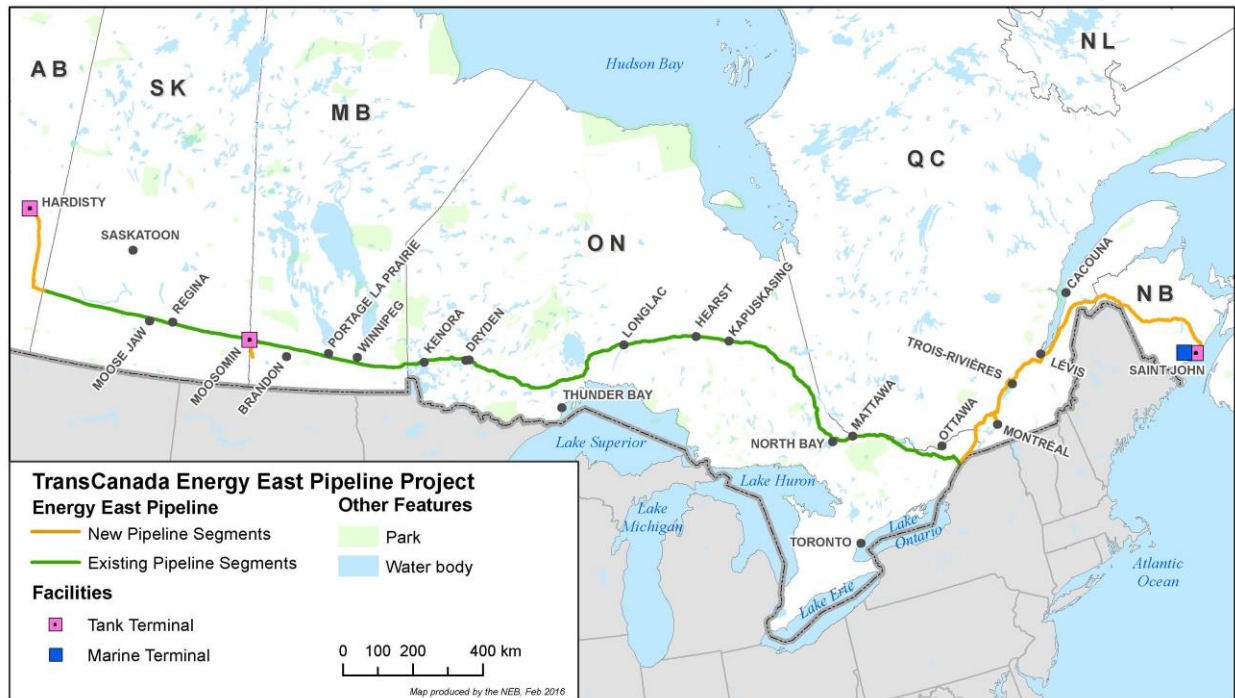 AB
SK
MB
ON
QC
NL
NB
Hudson Bay
HARDISTY
SASKATOON
MOOSE JAW
REGINA
MOOSOMIN
BRANDON
PORTAGE LA PRAIRIE
WINNIPEG
KENORA
DRYDEN
THUNDER BAY
LONGLAC
HEARST
KAPUSKASING
NORTH BAY
MATTAWA
OTTAWA
MONTRÉAL
TROIS-RIVIÈRES
LÉVIS
CACOUNA
SAINT JOHN
TORONTO
Lake Superior
Lake Michigan
Lake Huron
Lake Ontario
Lake Erie
Atlantic
Ocean
TransCanada Energy East Pipeline Project
Energy East Pipeline
New Pipeline Segments
Existing Pipeline Segments
Facilities
Tank Terminal
Marine Terminal
Other Features
Park
Water body
0 100 200 400 km
Map produced by the NEB, Feb 2016